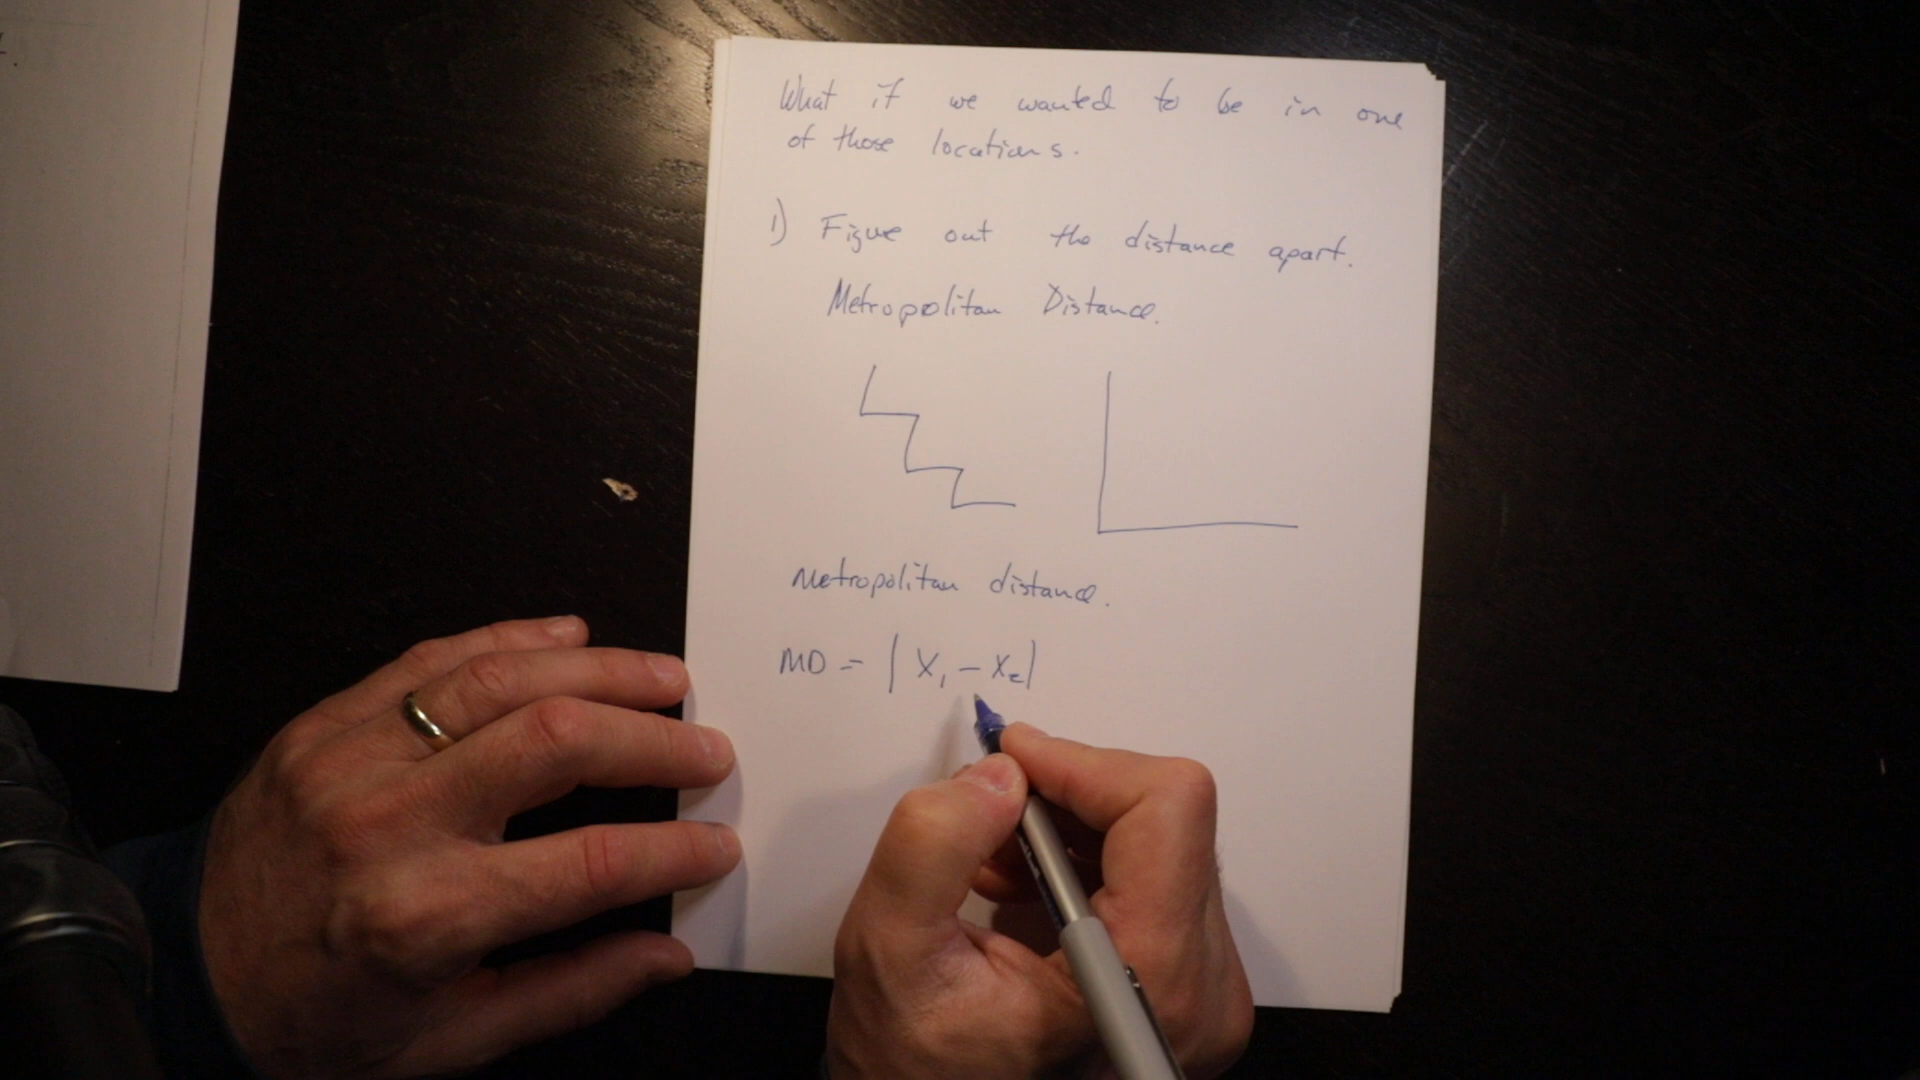 What if we wanted to be in one
of those locations.
1) Figure out the distance apart.
Metropolitan Distance.
Metropolitan distance.
MD = | X₁ - X₂|